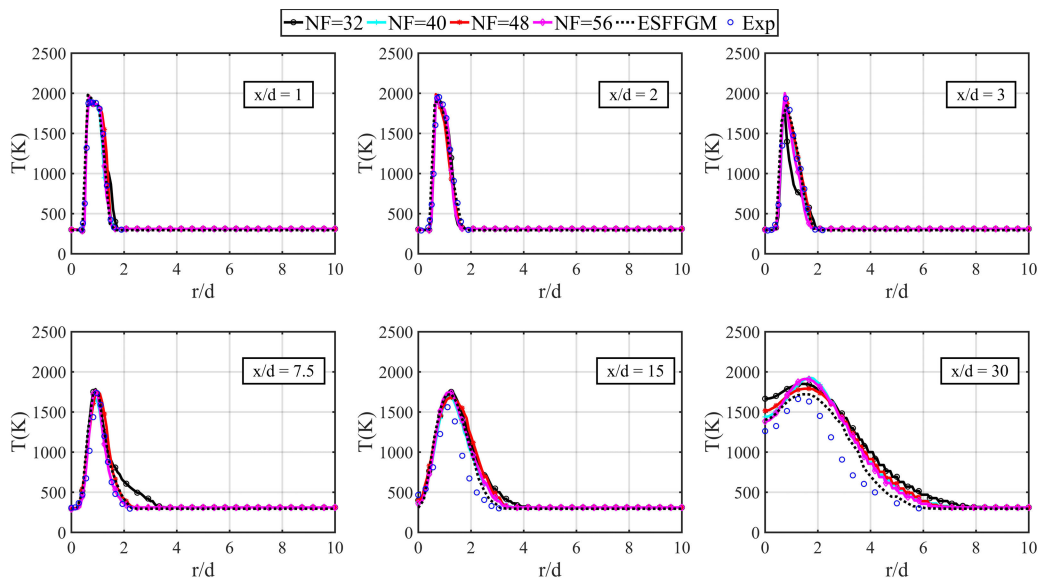 NF=32 NF=40 NF=48 NF=56 ESFFGM Exp
2500
2000
1500
1000
500
0
T(K)
x/d = 1
0 2 4 6 8 10
r/d
2500
2000
1500
1000
500
0
T(K)
x/d = 2
0 2 4 6 8 10
r/d
2500
2000
1500
1000
500
0
T(K)
x/d = 3
0 2 4 6 8 10
r/d
2500
2000
1500
1000
500
0
T(K)
x/d = 7.5
0 2 4 6 8 10
r/d
2500
2000
1500
1000
500
0
T(K)
x/d = 15
0 2 4 6 8 10
r/d
2500
2000
1500
1000
500
0
T(K)
x/d = 30
0 2 4 6 8 10
r/d